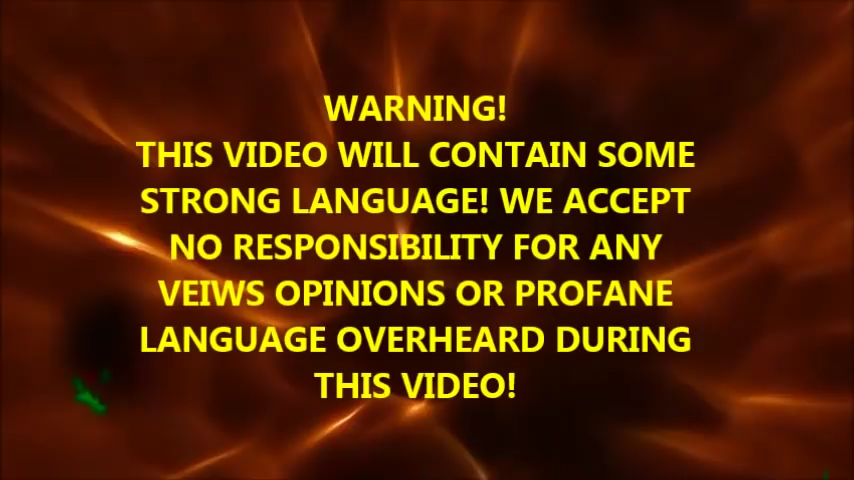 WARNING!
THIS VIDEO WILL CONTAIN SOME
STRONG LANGUAGE! WE ACCEPT
NO RESPONSIBILITY FOR ANY
VEIWS OPINIONS OR PROFANE
LANGUAGE OVERHEARD DURING
THIS VIDEO!